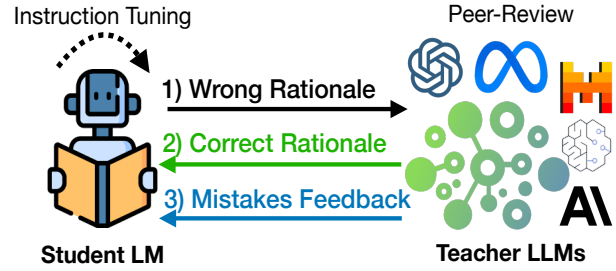 Instruction Tuning
Peer-Review
1) Wrong Rationale
2) Correct Rationale
3) Mistakes Feedback
Student LM
Teacher LLMs